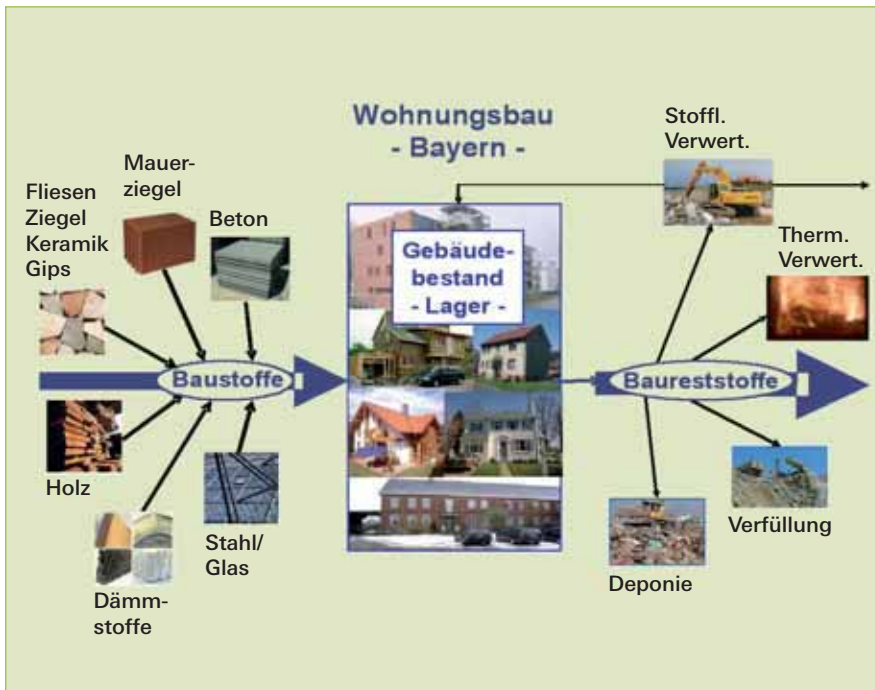 Wohnungsbau
- Bayern -
Stoffl.
Verwert.
Mauer-
ziegel
Fliesen
Ziegel
Keramik
Gips
Beton
Therm.
Verwert.
Gebäude-
bestand
- Lager -
Baustoffe
Baureststoffe
Holz
Stahl/
Glas
Dämm-
stoffe
Verfüllung
Deponie